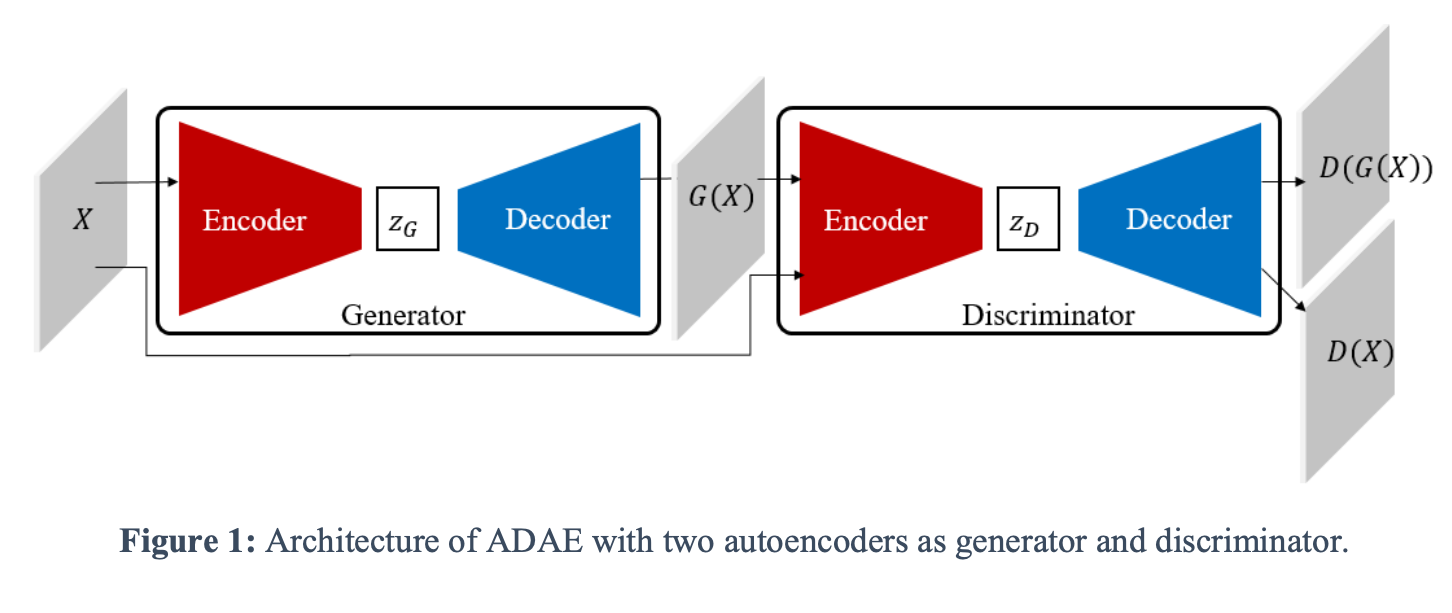 X
Encoder
z_G
Decoder
Generator
G(X)
Encoder
z_D
Decoder
Discriminator
D(G(X))
D(X)
Figure 1: Architecture of ADAE with two autoencoders as generator and discriminator.